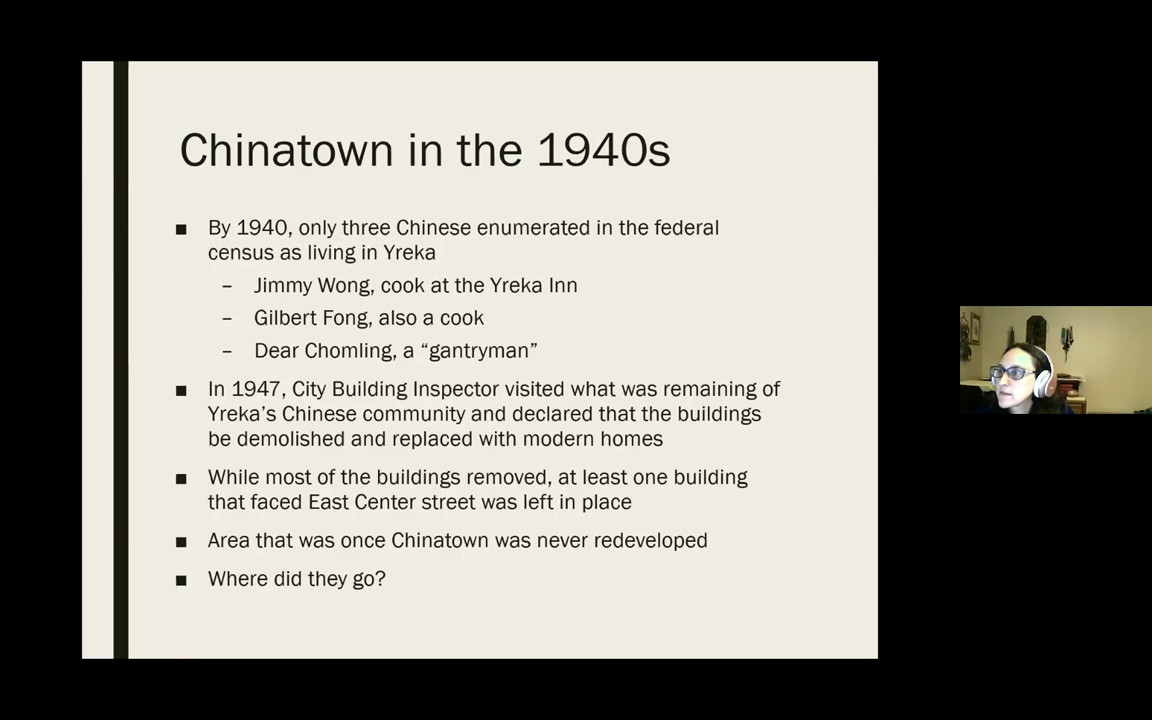 Chinatown in the 1940s
■ By 1940, only three Chinese enumerated in the federal
census as living in Yreka
– Jimmy Wong, cook at the Yreka Inn
– Gilbert Fong, also a cook
– Dear Chomling, a “gantryman”
■ In 1947, City Building Inspector visited what was remaining of
Yreka’s Chinese community and declared that the buildings
be demolished and replaced with modern homes
■ While most of the buildings removed, at least one building
that faced East Center street was left in place
■ Area that was once Chinatown was never redeveloped
■ Where did they go?